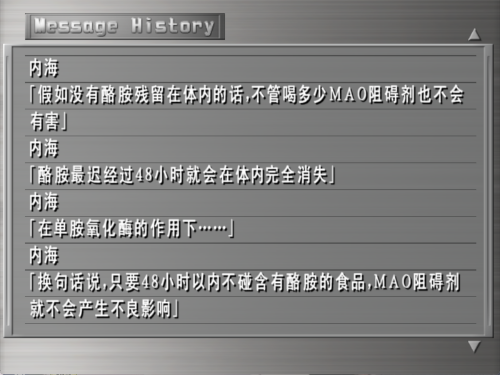 Message History
内海
「假如没有酪胺残留在体内的话,不管喝多少MAO阻碍剂也不会
有害」
内海
「酪胺最迟经过48小时就会在体内完全消失」
内海
「在单胺氧化酶的作用下……」
内海
「换句话说,只要48小时以内不碰含有酪胺的食品,MAO阻碍剂
就不会产生不良影响」